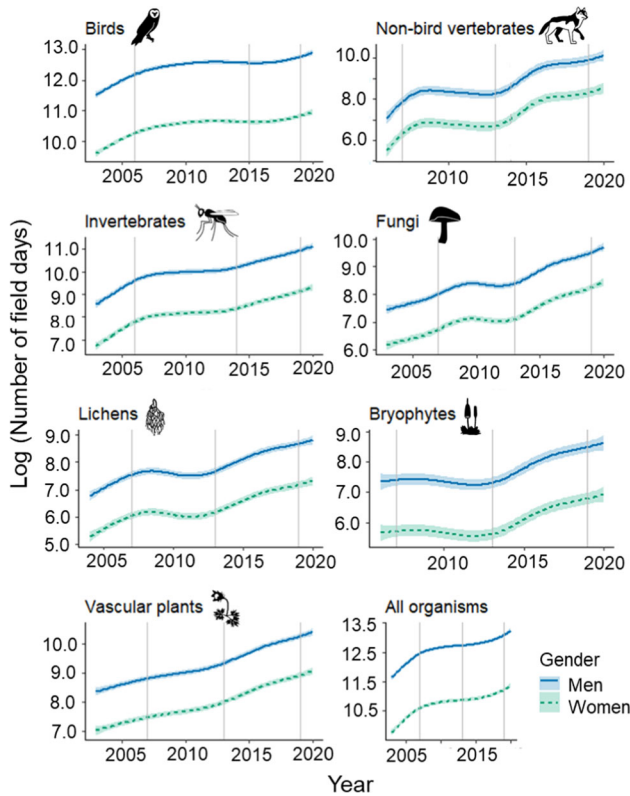 Birds
13.0
12.0
11.0
10.0
2005 2010 2015 2020
Non-bird vertebrates
10.0
8.0
6.0
2010 2015 2020
Invertebrates
11.0
10.0
9.0
8.0
7.0
2005 2010 2015 2020
Fungi
10.0
9.0
8.0
7.0
6.0
2005 2010 2015 2020
Log (Number of field days)
Lichens
9.0
8.0
7.0
6.0
5.0
2005 2010 2015 2020
Bryophytes
9.0
8.0
7.0
6.0
2010 2015 2020
Vascular plants
10.0
9.0
8.0
7.0
2005 2010 2015 2020
All organisms
13.5
12.5
11.5
10.5
2005 2015
Gender
Men
Women
Year